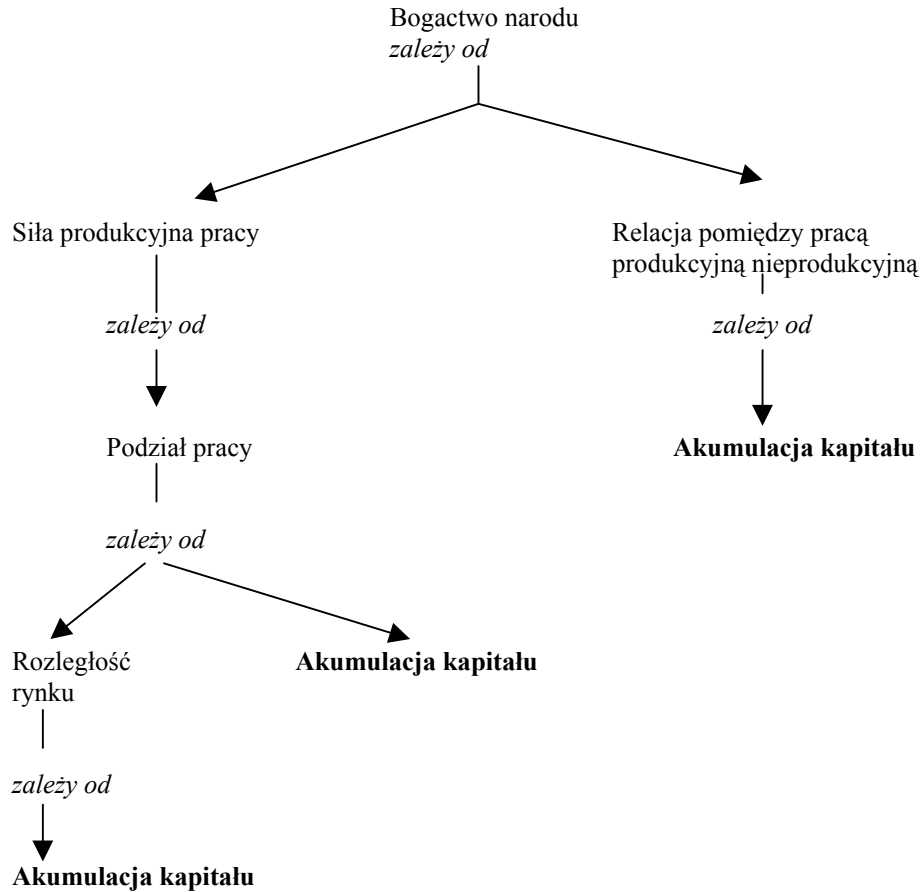 Bogactwo narodu
zależy od
Siła produkcyjna pracy
Relacja pomiędzy pracą
produkcyjną nieprodukcyjną
zależy od
zależy od
Podział pracy
Akumulacja kapitału
zależy od
Rozległość
rynku
Akumulacja kapitału
zależy od
Akumulacja kapitału